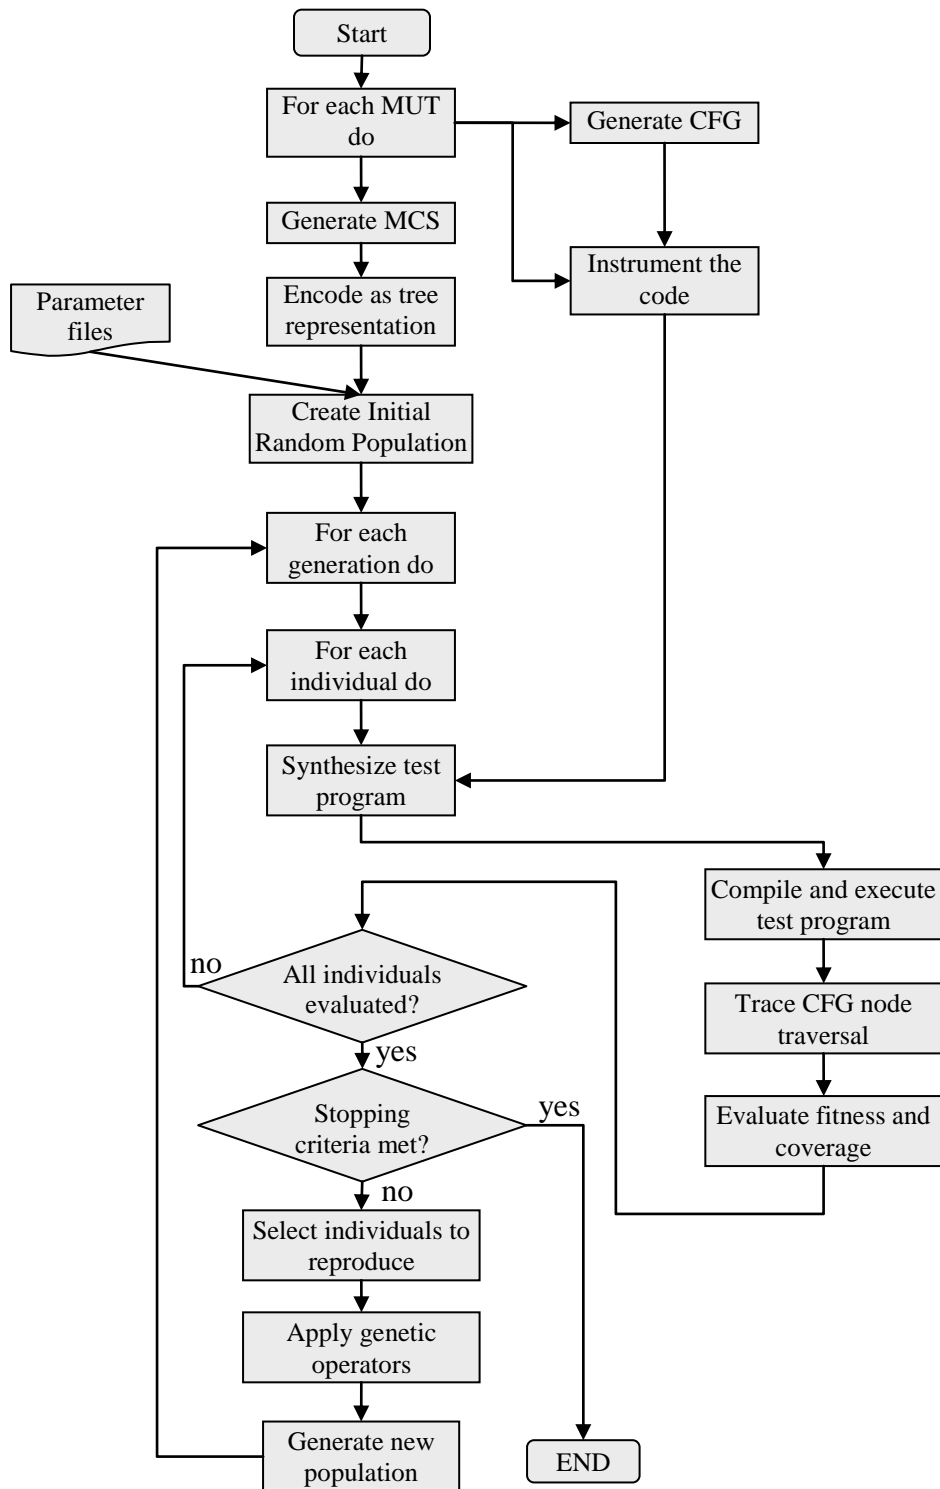 Start
For each MUT
do
Generate CFG
Generate MCS
Instrument the
code
Encode as tree
representation
Parameter
files
Create Initial
Random Population
For each
generation do
For each
individual do
Synthesize test
program
Compile and execute
test program
no
All individuals
evaluated?
Trace CFG node
traversal
yes
Stopping
criteria met?
yes
Evaluate fitness and
coverage
no
Select individuals to
reproduce
Apply genetic
operators
Generate new
population
END